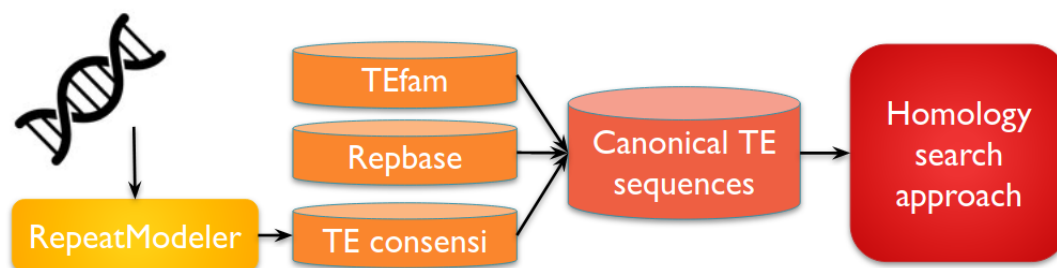 TEfam
Repbase
RepeatModeler
TE consensi
Canonical TE
sequences
Homology
search
approach